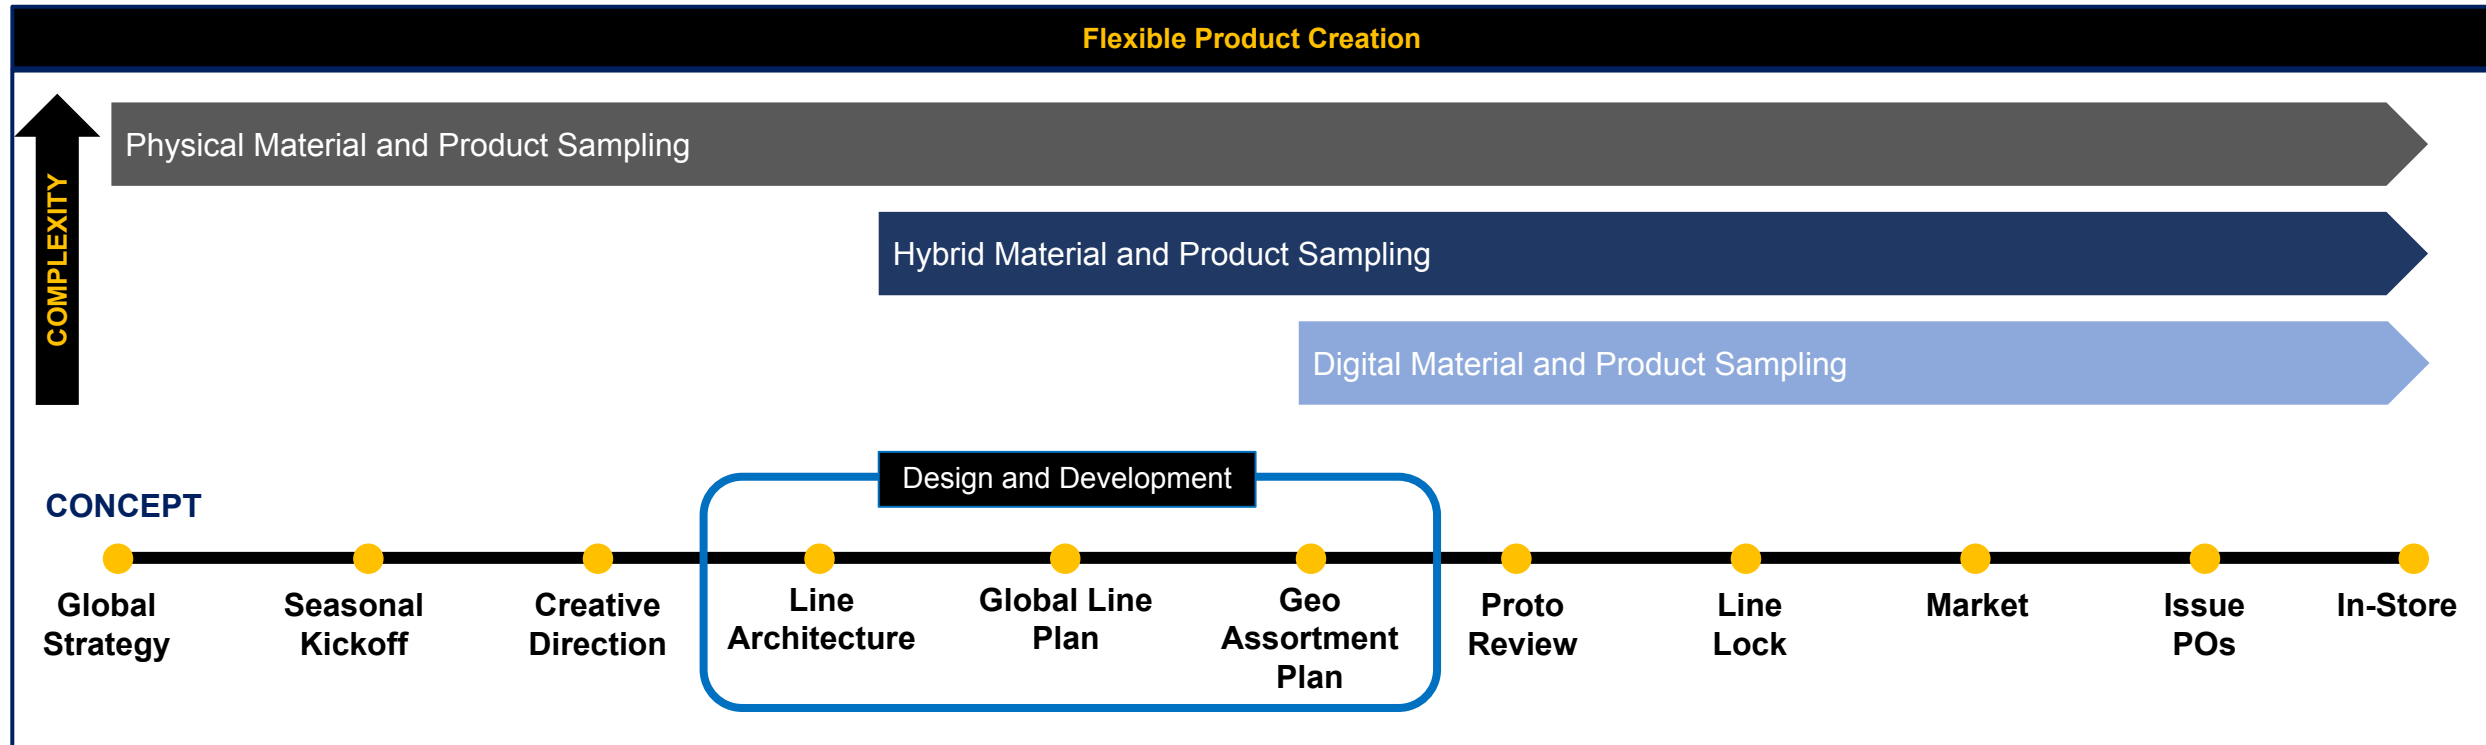 Flexible Product Creation
COMPLEXITY
Physical Material and Product Sampling
Hybrid Material and Product Sampling
Digital Material and Product Sampling
Design and Development
CONCEPT
Global
Strategy
Seasonal
Kickoff
Creative
Direction
Line
Architecture
Global Line
Plan
Geo
Assortment
Plan
Proto
Review
Line
Lock
Market
Issue
POs
In-Store